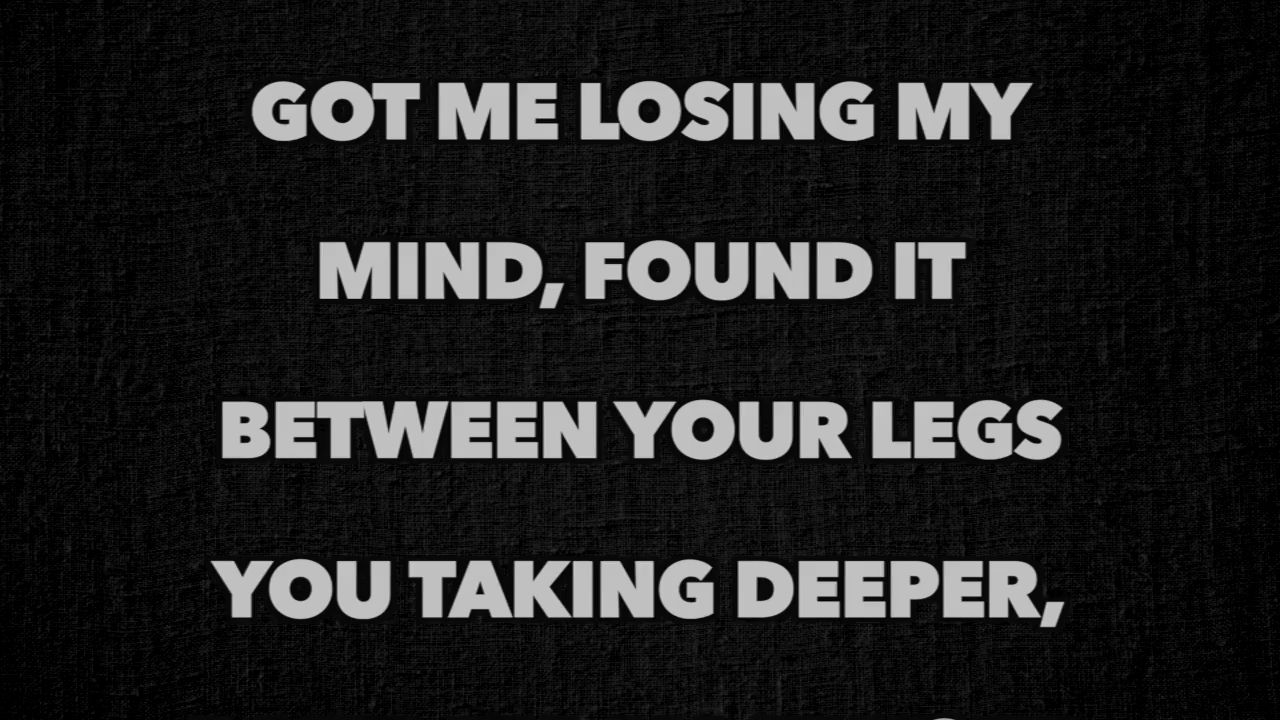 GOT ME LOSING MY
MIND, FOUND IT
BETWEEN YOUR LEGS
YOU TAKING DEEPER,